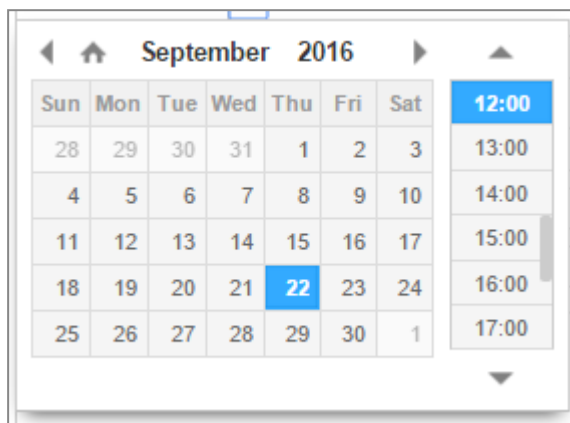 September 2016
Sun Mon Tue Wed Thu Fri Sat
28 29 30 31 1 2 3
4 5 6 7 8 9 10
11 12 13 14 15 16 17
18 19 20 21 22 23 24
25 26 27 28 29 30 1
12:00
13:00
14:00
15:00
16:00
17:00